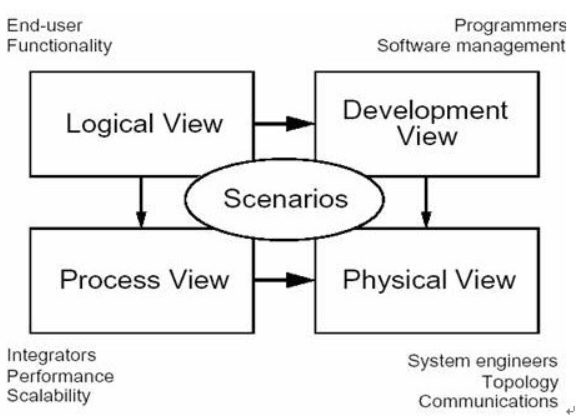 End-user
Functionality
Programmers
Software management
Logical View
Development
View
Scenarios
Process View
Physical View
Integrators
Performance
Scalability
System engineers
Topology
Communications